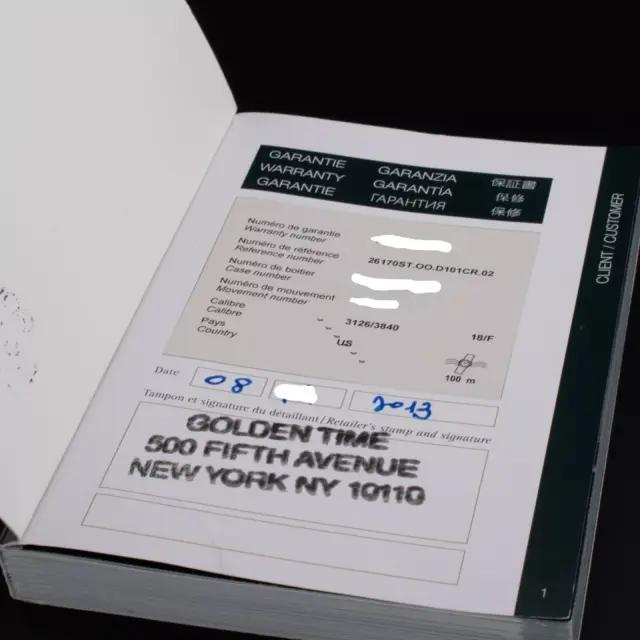 GARANTIE GARANZIA 保証書
WARRANTY GARANTÍA 保修
GARANTIE ГАРАНТИЯ 保修
CLIENT / CUSTOMER
Numéro de garantie
Warranty number
Numéro de référence
Reference number 26170ST.OO.D101CR.02
Numéro de boitier
Case number
Numéro de mouvement
Movement number
Calibre 3126/3840 18/F
Calibre
Pays US
Country
100 m
Date 08 2013
Tampon et signature du détaillant / Retailer's stamp and signature
GOLDEN TIME
500 FIFTH AVENUE
NEW YORK NY 10110
1